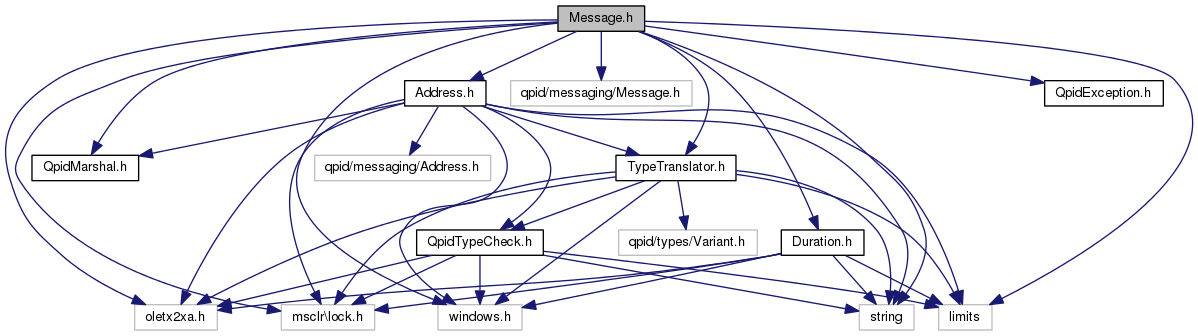 Message.h
Address.h
qpid/messaging/Message.h
QpidException.h
QpidMarshal.h
qpid/messaging/Address.h
TypeTranslator.h
QpidTypeCheck.h
qpid/types/Variant.h
Duration.h
oletx2xa.h
msclr\lock.h
windows.h
string
limits